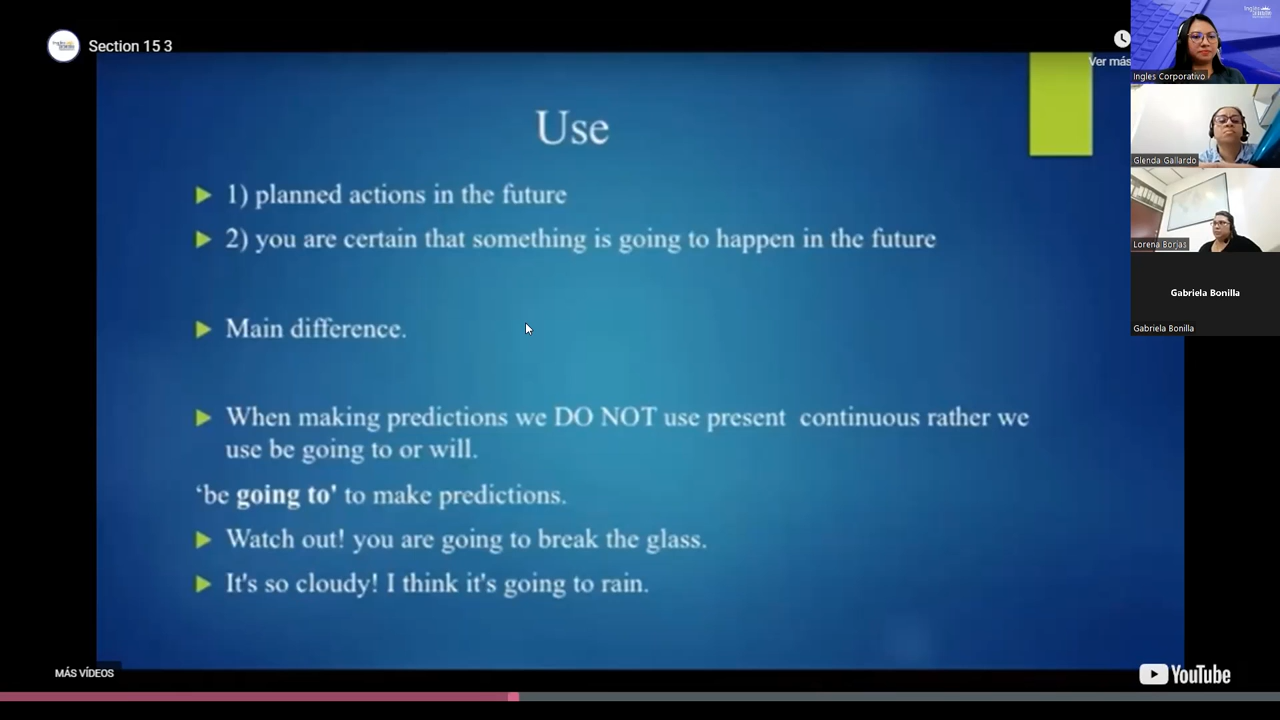 Section 15 3
Ver más
Use
1) planned actions in the future
2) you are certain that something is going to happen in the future
Main difference.
When making predictions we DO NOT use present continuous rather we
use be going to or will.
‘be going to' to make predictions.
Watch out! you are going to break the glass.
It's so cloudy! I think it's going to rain.
MÁS VÍDEOS
YouTube
Ingles Corporativo
Glenda Gallardo
Lorena Borjas
Gabriela Bonilla
Gabriela Bonilla